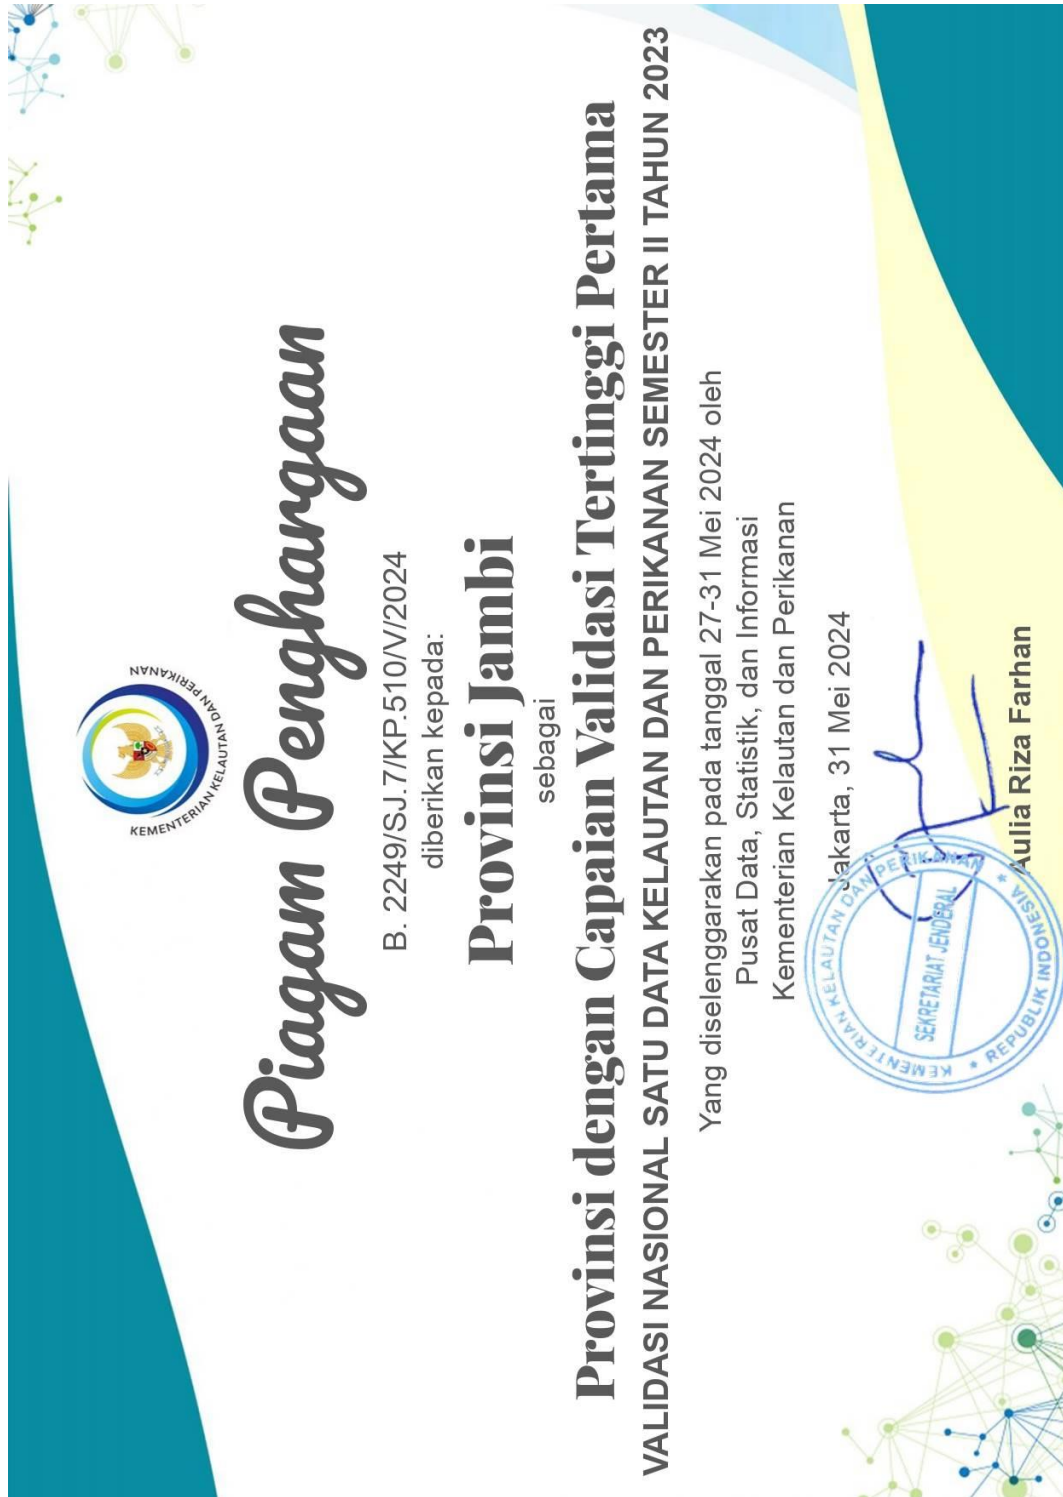 KEMENTERIAN KELAUTAN DAN PERIKANAN
Piagam Penghargaan
B. 2249/SJ.7/KP.510/V/2024
diberikan kepada:
Provinsi Jambi
sebagai
Provinsi dengan Capaian Validasi Tertinggi Pertama
VALIDASI NASIONAL SATU DATA KELAUTAN DAN PERIKANAN SEMESTER II TAHUN 2023
Yang diselenggarakan pada tanggal 27-31 Mei 2024 oleh
Pusat Data, Statistik, dan Informasi
Kementerian Kelautan dan Perikanan
Jakarta, 31 Mei 2024
KEMENTERIAN KELAUTAN DAN PERIKANAN
SEKRETARIAT JENDERAL
REPUBLIK INDONESIA
Aulia Riza Farhan